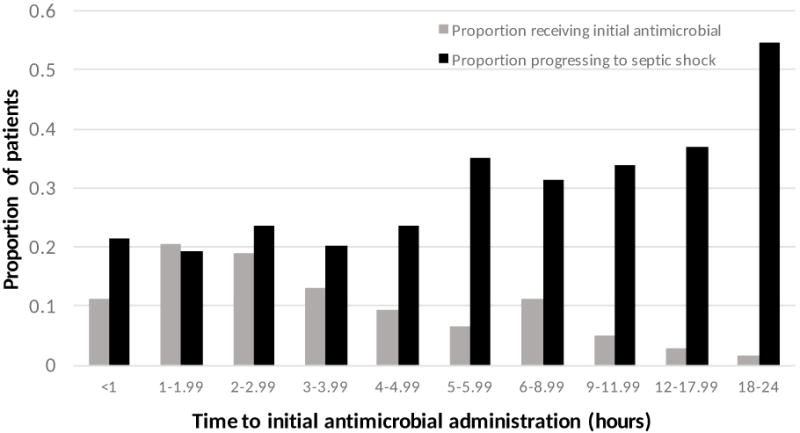 0.6
Proportion receiving initial antimicrobial
Proportion progressing to septic shock
0.5
0.4
0.3
0.2
0.1
0
Proportion of patients
<1 1-1.99 2-2.99 3-3.99 4-4.99 5-5.99 6-8.99 9-11.99 12-17.99 18-24
Time to initial antimicrobial administration (hours)